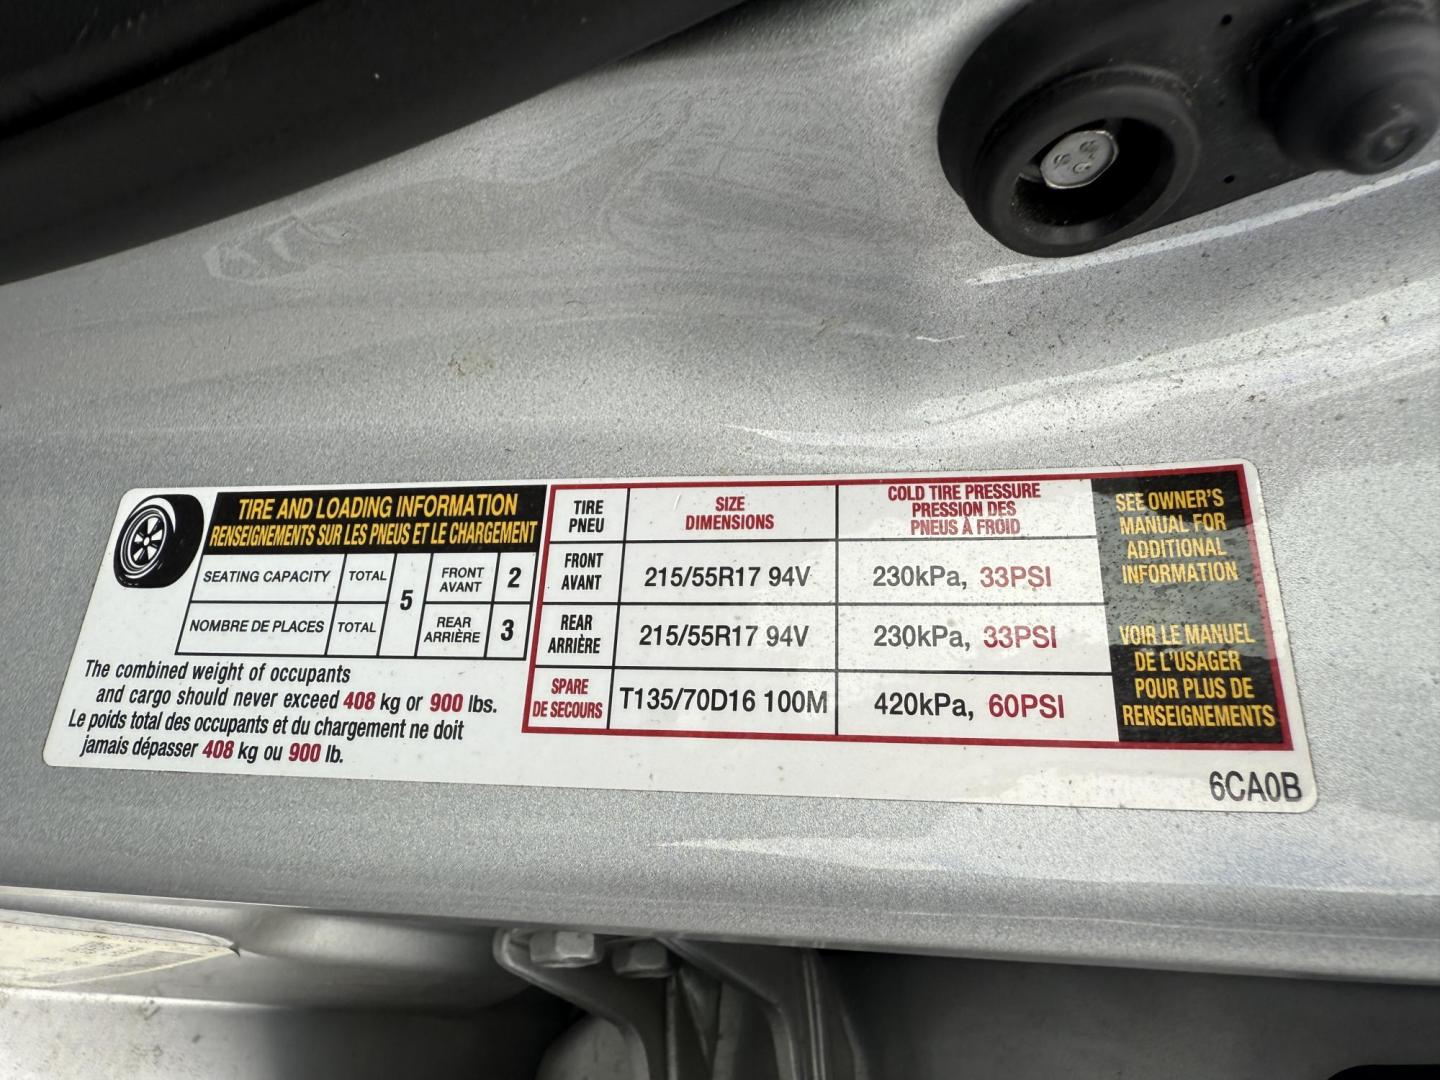 TIRE AND LOADING INFORMATION
RENSEIGNEMENTS SUR LES PNEUS ET LE CHARGEMENT
SEATING CAPACITY TOTAL 5 FRONT AVANT 2
NOMBRE DE PLACES TOTAL REAR ARRIÈRE 3
The combined weight of occupants
and cargo should never exceed 408 kg or 900 lbs.
Le poids total des occupants et du chargement ne doit
jamais dépasser 408 kg ou 900 lb.
TIRE PNEU SIZE DIMENSIONS COLD TIRE PRESSURE PRESSION DES PNEUS À FROID
FRONT AVANT 215/55R17 94V 230kPa, 33PSI
REAR ARRIÈRE 215/55R17 94V 230kPa, 33PSI
SPARE DE SECOURS T135/70D16 100M 420kPa, 60PSI
SEE OWNER'S
MANUAL FOR
ADDITIONAL
INFORMATION
VOIR LE MANUEL
DE L'USAGER
POUR PLUS DE
RENSEIGNEMENTS
6CA0B